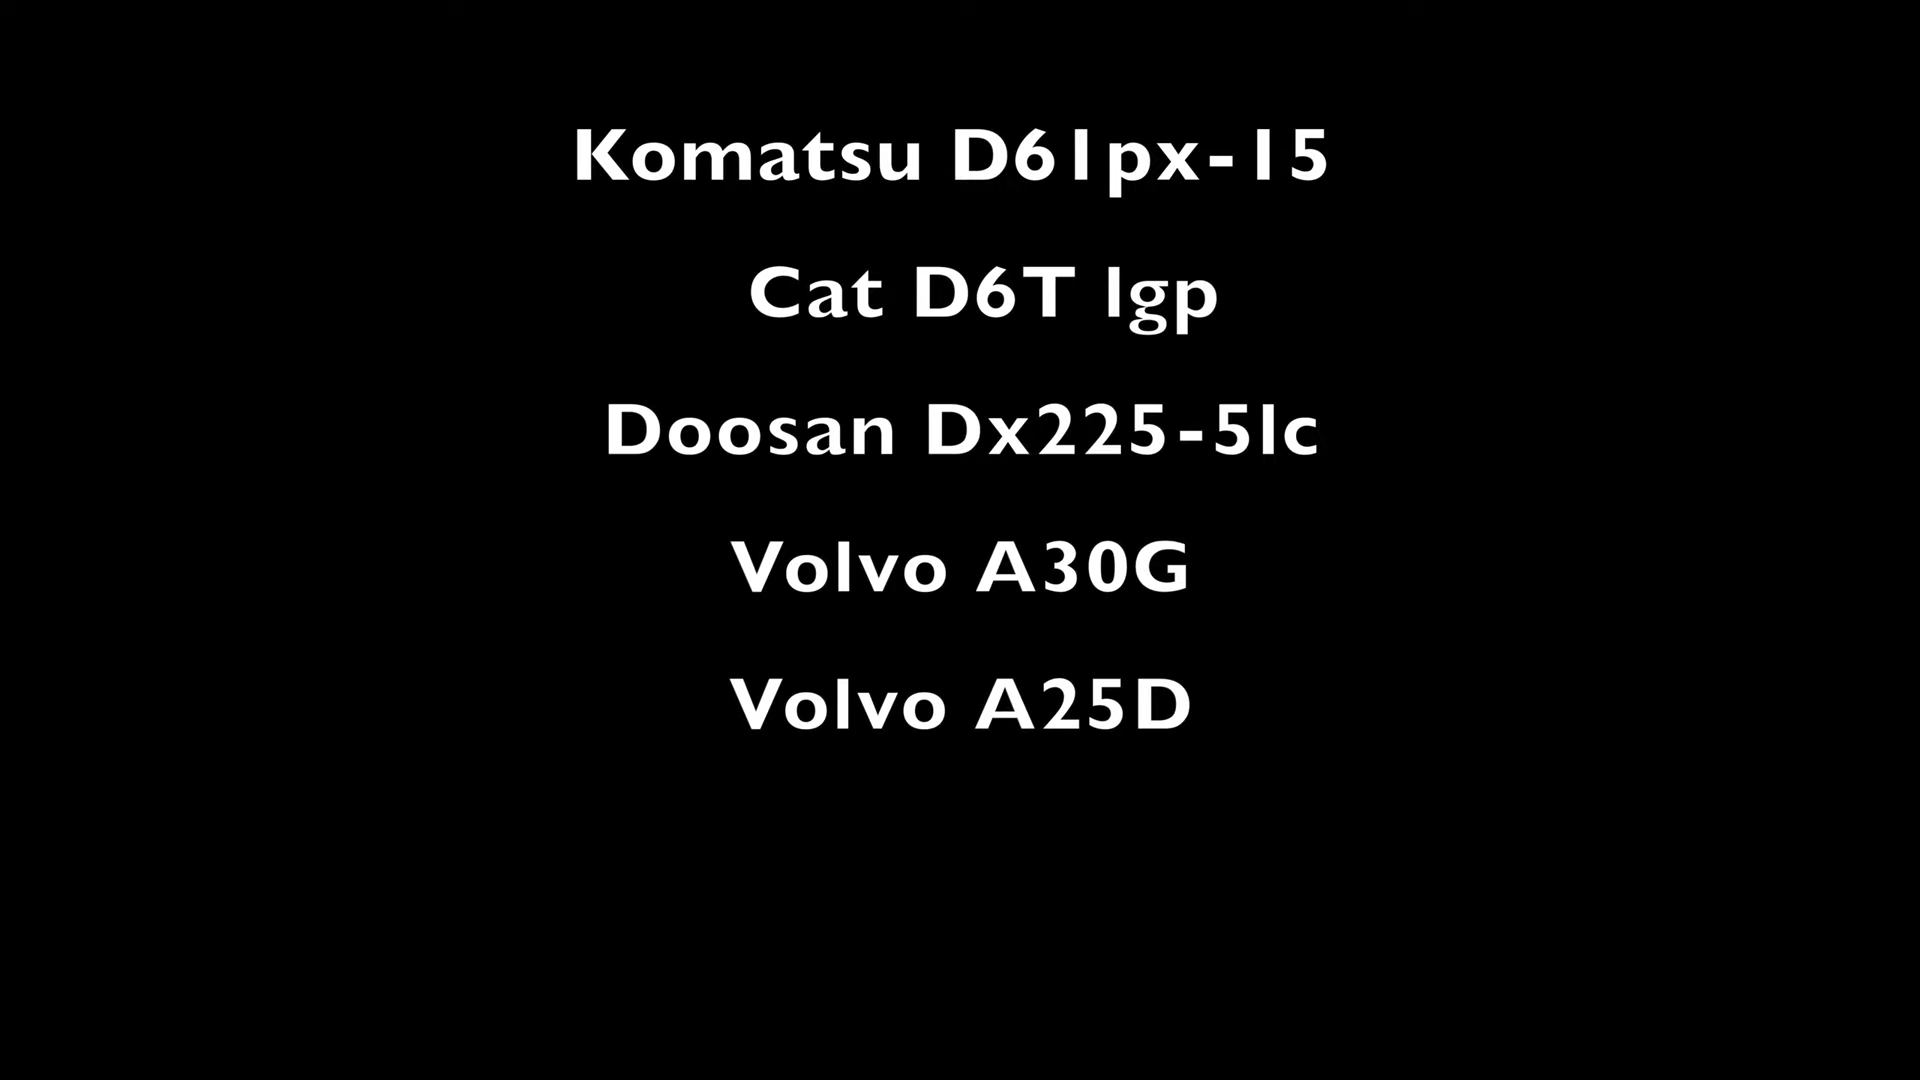 Komatsu D61px-15
Cat D6T lgp
Doosan Dx225-5lc
Volvo A30G
Volvo A25D